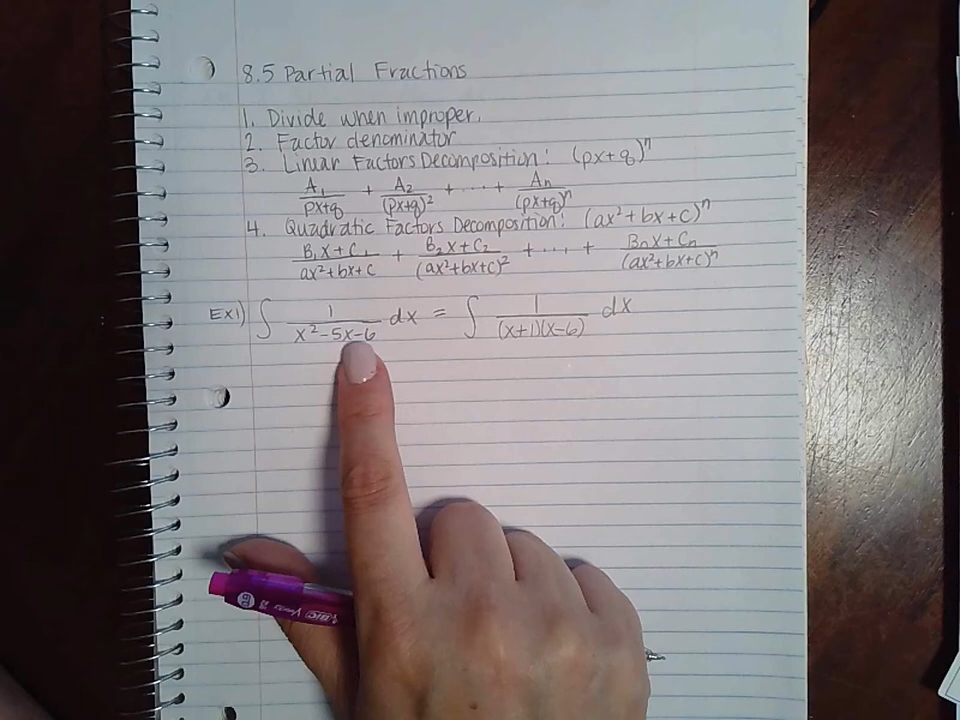 8.5 Partial Fractions
1. Divide when improper.
2. Factor denominator
3. Linear Factors Decomposition: (px+q)^n
A₁/(px+q) + A₂/(px+q)² + ... + Aₙ/(px+q)^n
4. Quadratic Factors Decomposition: (ax²+bx+c)^n
(B₁x+C₁)/(ax²+bx+c) + (B₂x+C₂)/(ax²+bx+c)² + ... + (Bₙx+Cₙ)/(ax²+bx+c)^n
Ex1) ∫ 1/(x²-5x-6) dx = ∫ 1/((x+1)(x-6)) dx
BIC